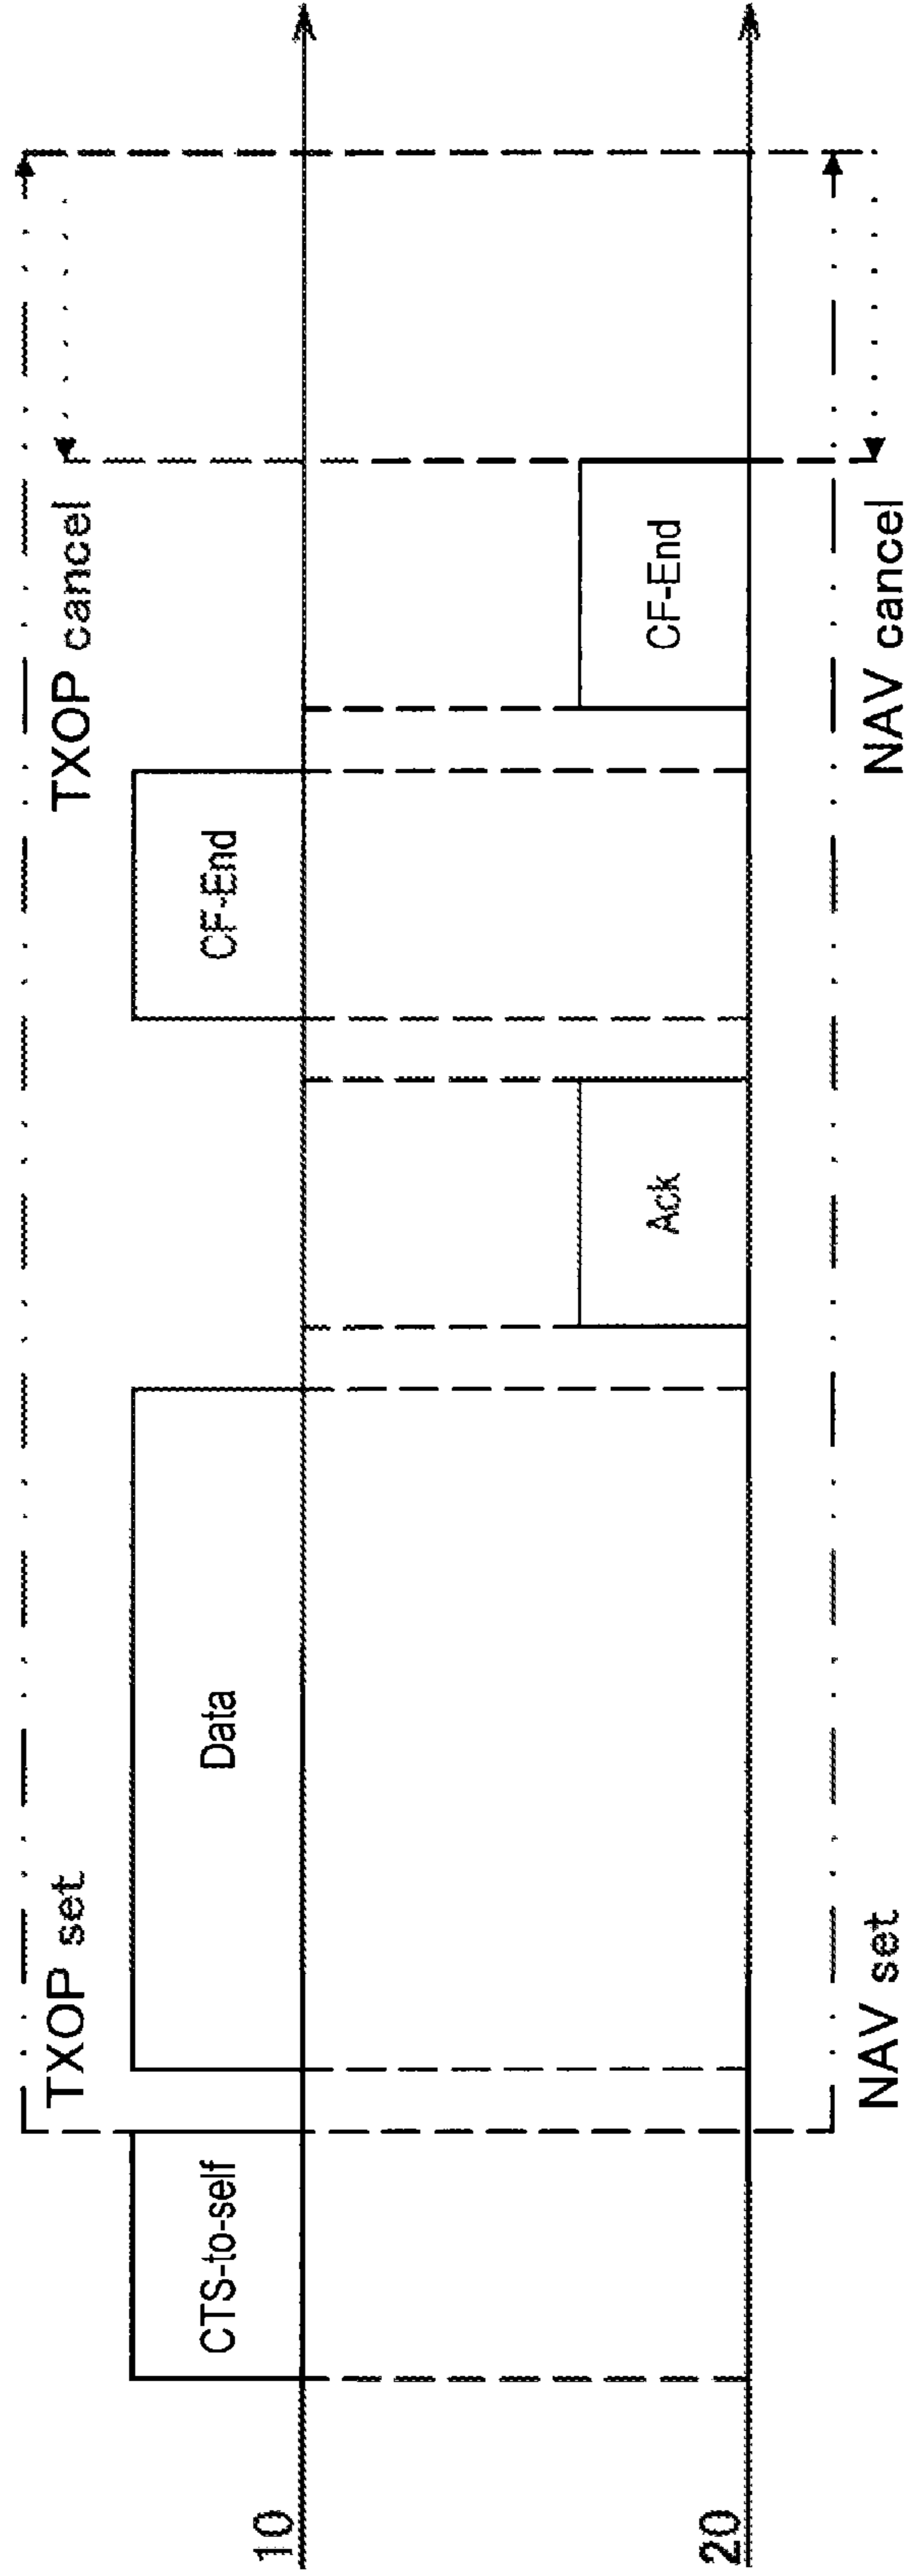 TXOP set
TXOP cancel
10
CTS-to-self
Data
CF-End
20
Ack
CF-End
NAV set
NAV cancel